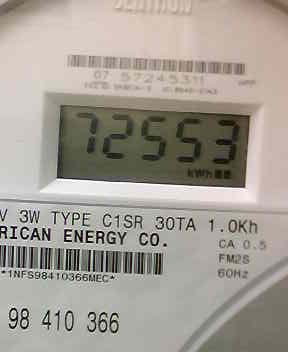 07 57245311
72553
kWh
V 3W TYPE C1SR 30TA 1.0Kh
RICAN ENERGY CO.
CA 0.5
FM2S
60Hz
*1NFS98410366MEC*
98 410 366